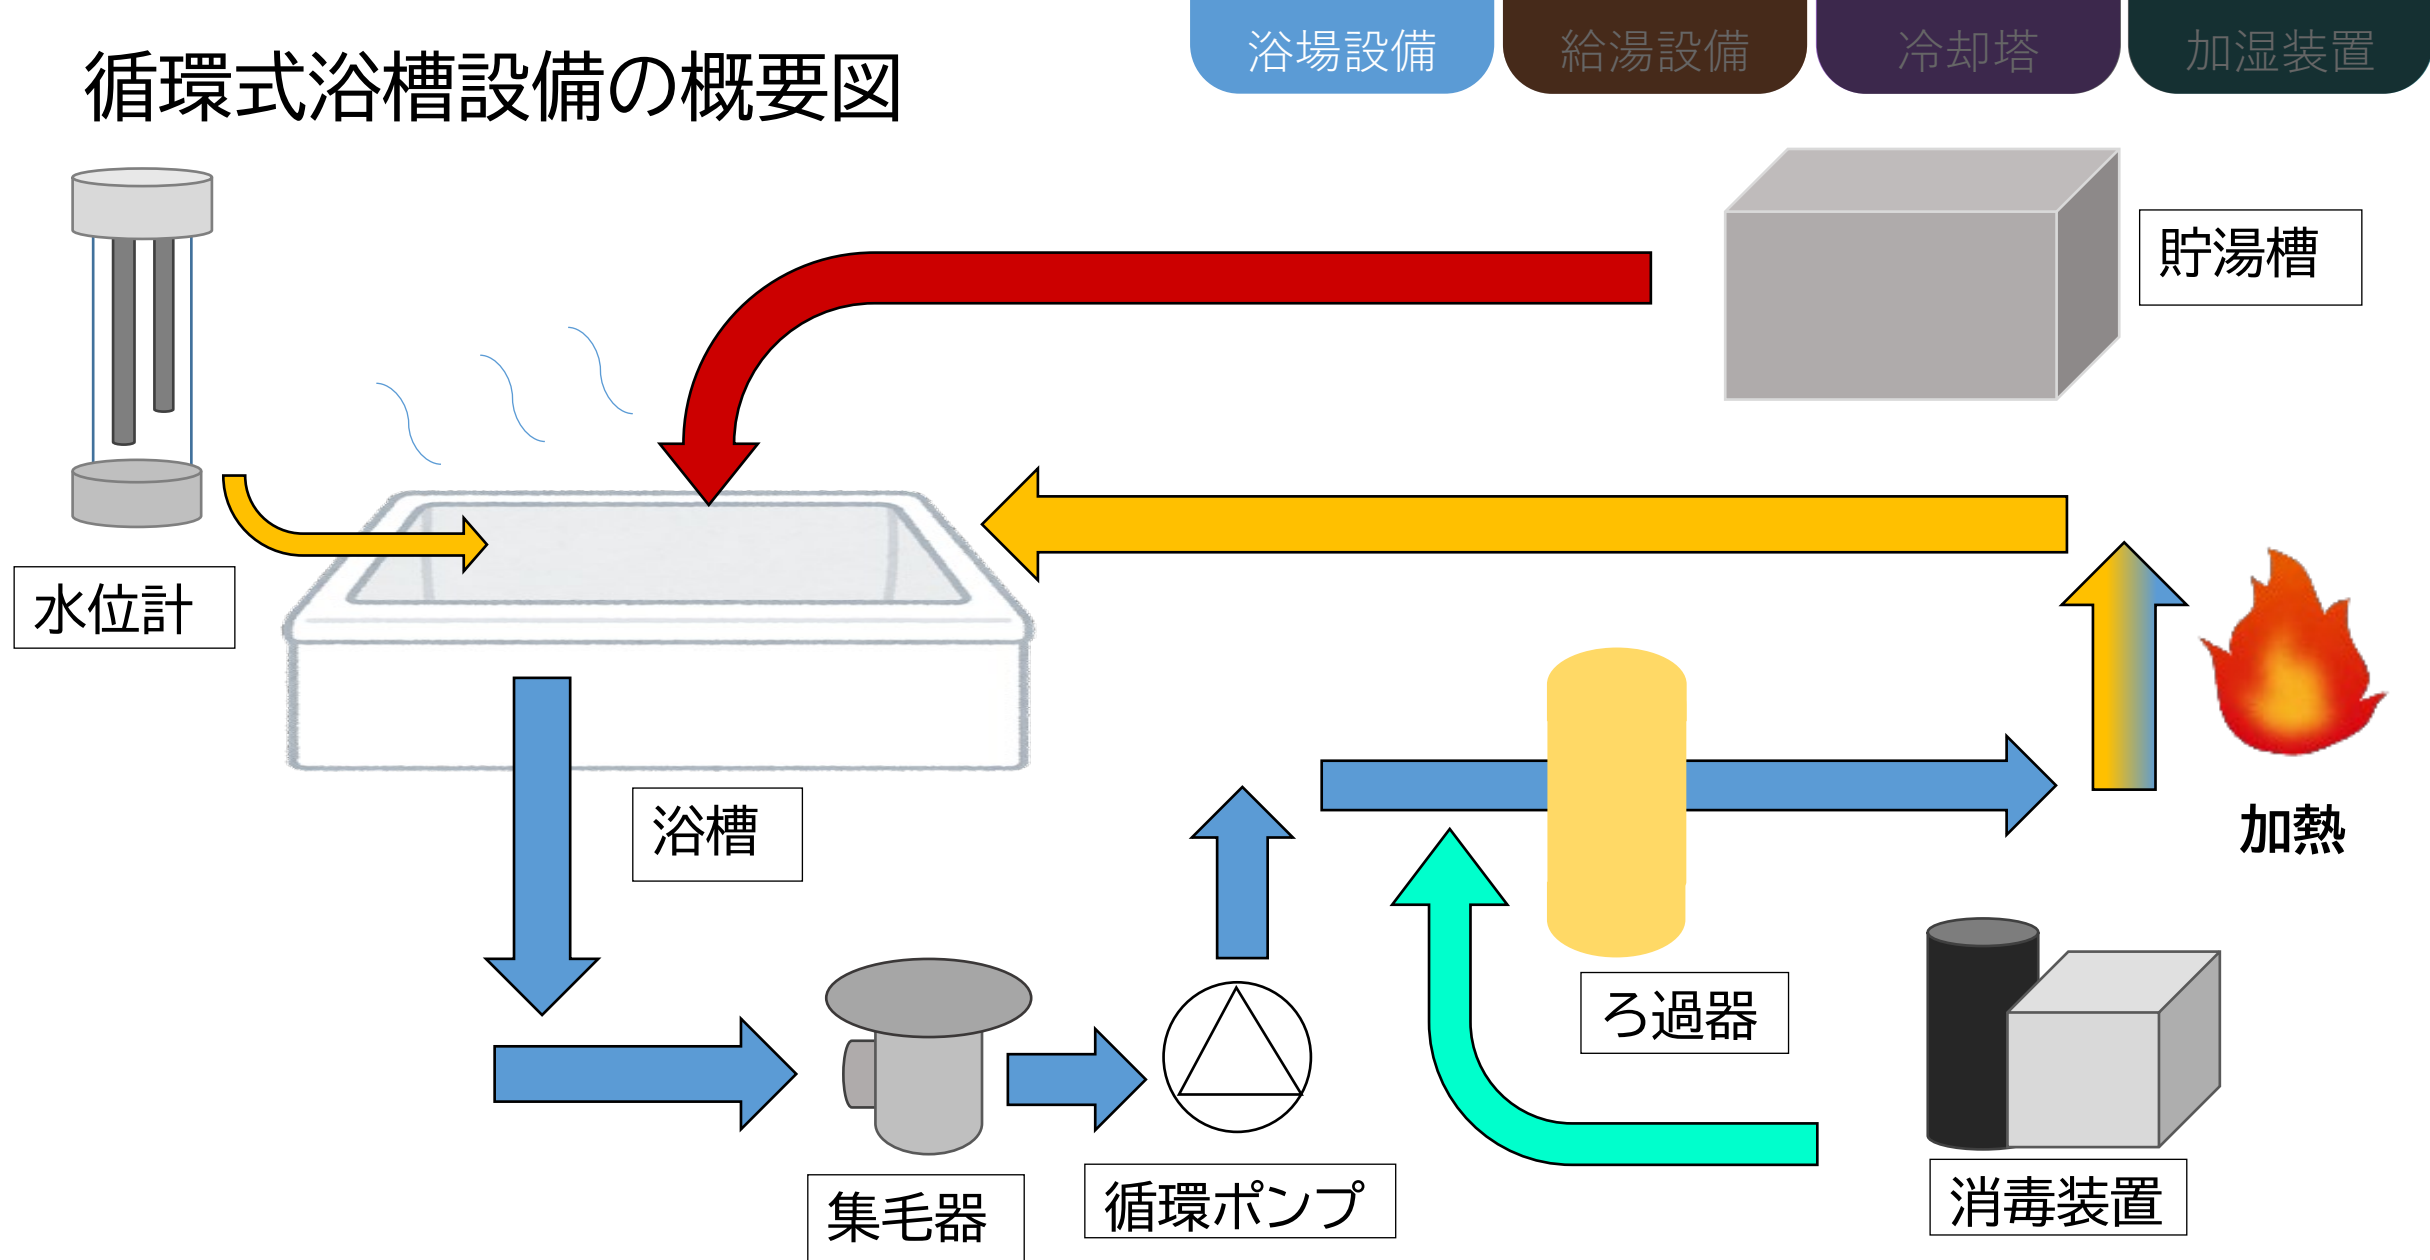 循環式浴槽設備の概要図
浴場設備
給湯設備
冷却塔
加湿装置
貯湯槽
水位計
浴槽
加熱
ろ過器
集毛器
循環ポンプ
消毒装置